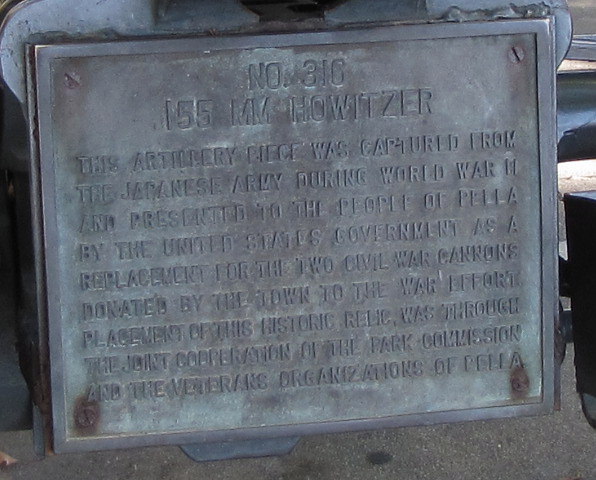 NO. 310
155 MM HOWITZER
THIS ARTILLERY PIECE WAS CAPTURED FROM
THE JAPANESE ARMY DURING WORLD WAR II
AND PRESENTED TO THE PEOPLE OF PELLA
BY THE UNITED STATES GOVERNMENT AS A
REPLACEMENT FOR THE TWO CIVIL WAR CANNONS
DONATED BY THE TOWN TO THE WAR EFFORT.
PLACEMENT OF THIS HISTORIC RELIC, WAS THROUGH
THE JOINT COOPERATION OF THE PARK COMMISSION
AND THE VETERANS ORGANIZATIONS OF PELLA